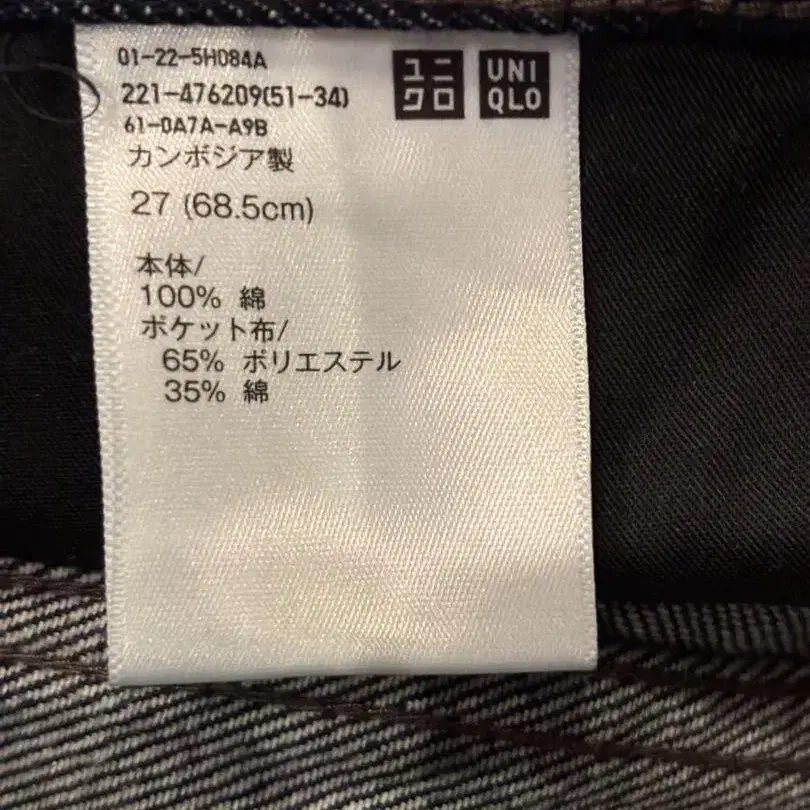 01-22-5H084A
221-476209(51-34)
61-0A7A-A9B
カンボジア製
27 (68.5cm)
本体/
100% 綿
ポケット布/
65% ポリエステル
35% 綿
ユニ
クロ
UNI
QLO